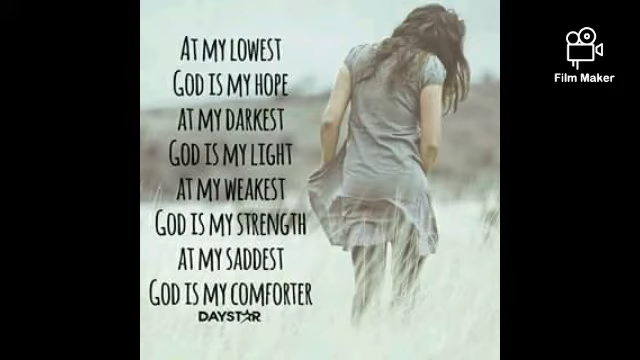 AT MY LOWEST
GOD IS MY HOPE
AT MY DARKEST
GOD IS MY LIGHT
AT MY WEAKEST
GOD IS MY STRENGTH
AT MY SADDEST
GOD IS MY COMFORTER
DAYSTAR
Film Maker